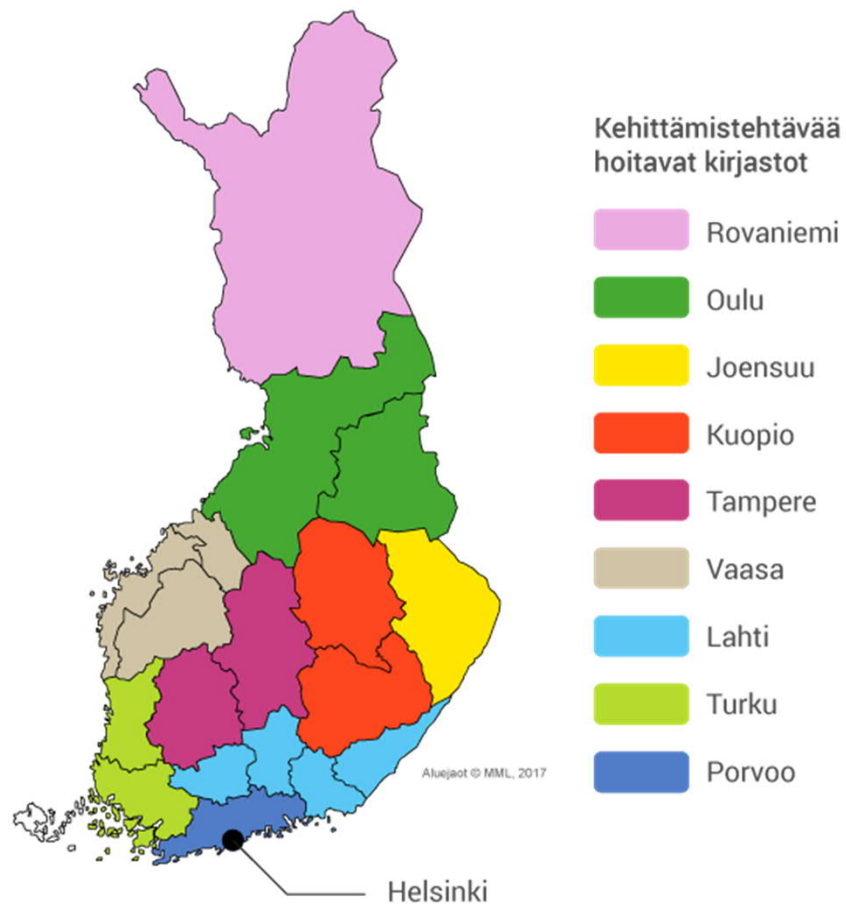 Kehittämistehtävää
hoitavat kirjastot
Rovaniemi
Oulu
Joensuu
Kuopio
Tampere
Vaasa
Lahti
Turku
Porvoo
Aluejaot © MML, 2017
Helsinki